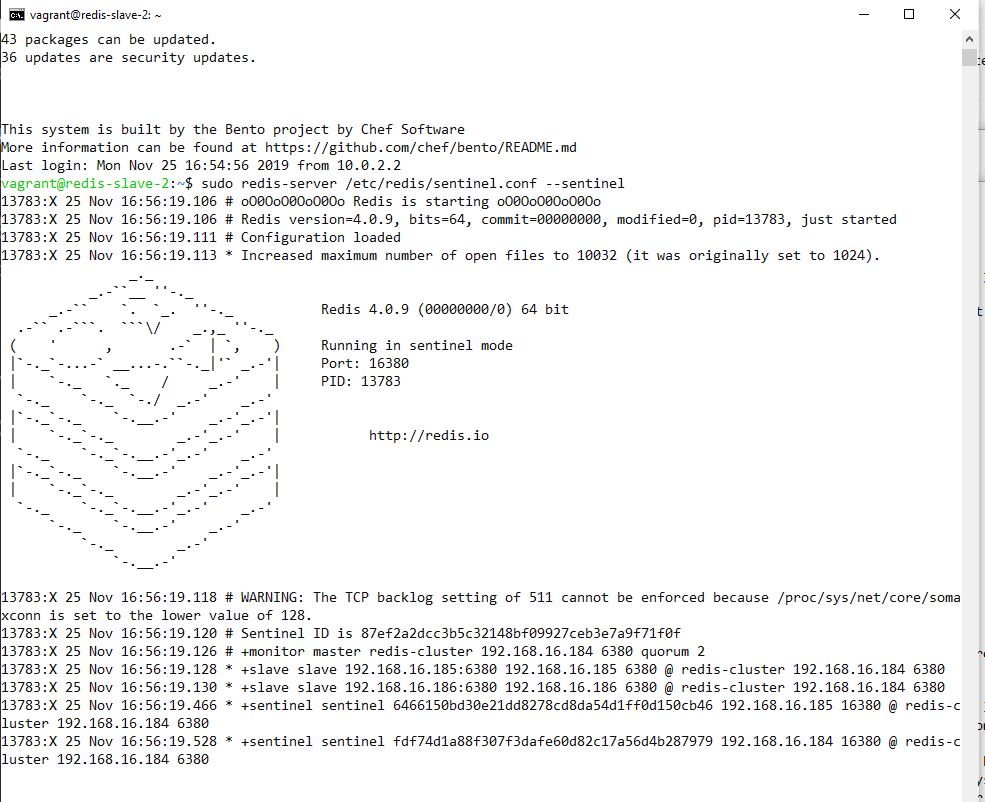 vagrant@redis-slave-2: ~
43 packages can be updated.
36 updates are security updates.
This system is built by the Bento project by Chef Software
More information can be found at https://github.com/chef/bento/README.md
Last login: Mon Nov 25 16:54:56 2019 from 10.0.2.2
vagrant@redis-slave-2:~$ sudo redis-server /etc/redis/sentinel.conf --sentinel
13783:X 25 Nov 16:56:19.106 # oO0OoO0OoO0Oo Redis is starting oO0OoO0OoO0Oo
13783:X 25 Nov 16:56:19.106 # Redis version=4.0.9, bits=64, commit=00000000, modified=0, pid=13783, just started
13783:X 25 Nov 16:56:19.111 # Configuration loaded
13783:X 25 Nov 16:56:19.113 * Increased maximum number of open files to 10032 (it was originally set to 1024).
Redis 4.0.9 (00000000/0) 64 bit
Running in sentinel mode
Port: 16380
PID: 13783
http://redis.io
13783:X 25 Nov 16:56:19.118 # WARNING: The TCP backlog setting of 511 cannot be enforced because /proc/sys/net/core/soma
xconn is set to the lower value of 128.
13783:X 25 Nov 16:56:19.120 # Sentinel ID is 87ef2a2dcc3b5c32148bf09927ceb3e7a9f71f0f
13783:X 25 Nov 16:56:19.126 # +monitor master redis-cluster 192.168.16.184 6380 quorum 2
13783:X 25 Nov 16:56:19.128 * +slave slave 192.168.16.185:6380 192.168.16.185 6380 @ redis-cluster 192.168.16.184 6380
13783:X 25 Nov 16:56:19.130 * +slave slave 192.168.16.186:6380 192.168.16.186 6380 @ redis-cluster 192.168.16.184 6380
13783:X 25 Nov 16:56:19.466 * +sentinel sentinel 6466150bd30e21dd8278cd8da54d1ff0d150cb46 192.168.16.185 16380 @ redis-c
luster 192.168.16.184 6380
13783:X 25 Nov 16:56:19.528 * +sentinel sentinel fdf74d1a88f307f3dafe60d82c17a56d4b287979 192.168.16.184 16380 @ redis-c
luster 192.168.16.184 6380